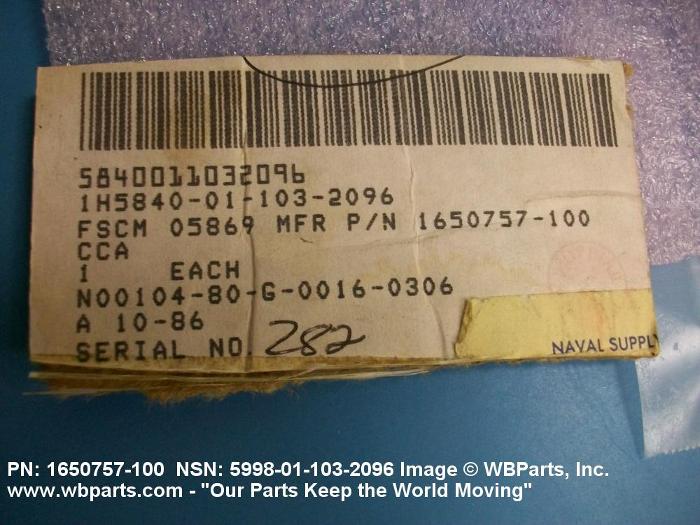 5840011032096
1H5840-01-103-2096
FSCM 05869 MFR P/N 1650757-100
CCA
1 EACH
N00104-80-G-0016-0306
A 10-86
SERIAL NO. 282
NAVAL SUPPLY
PN: 1650757-100 NSN: 5998-01-103-2096 Image © WBParts, Inc.
www.wbparts.com - "Our Parts Keep the World Moving"